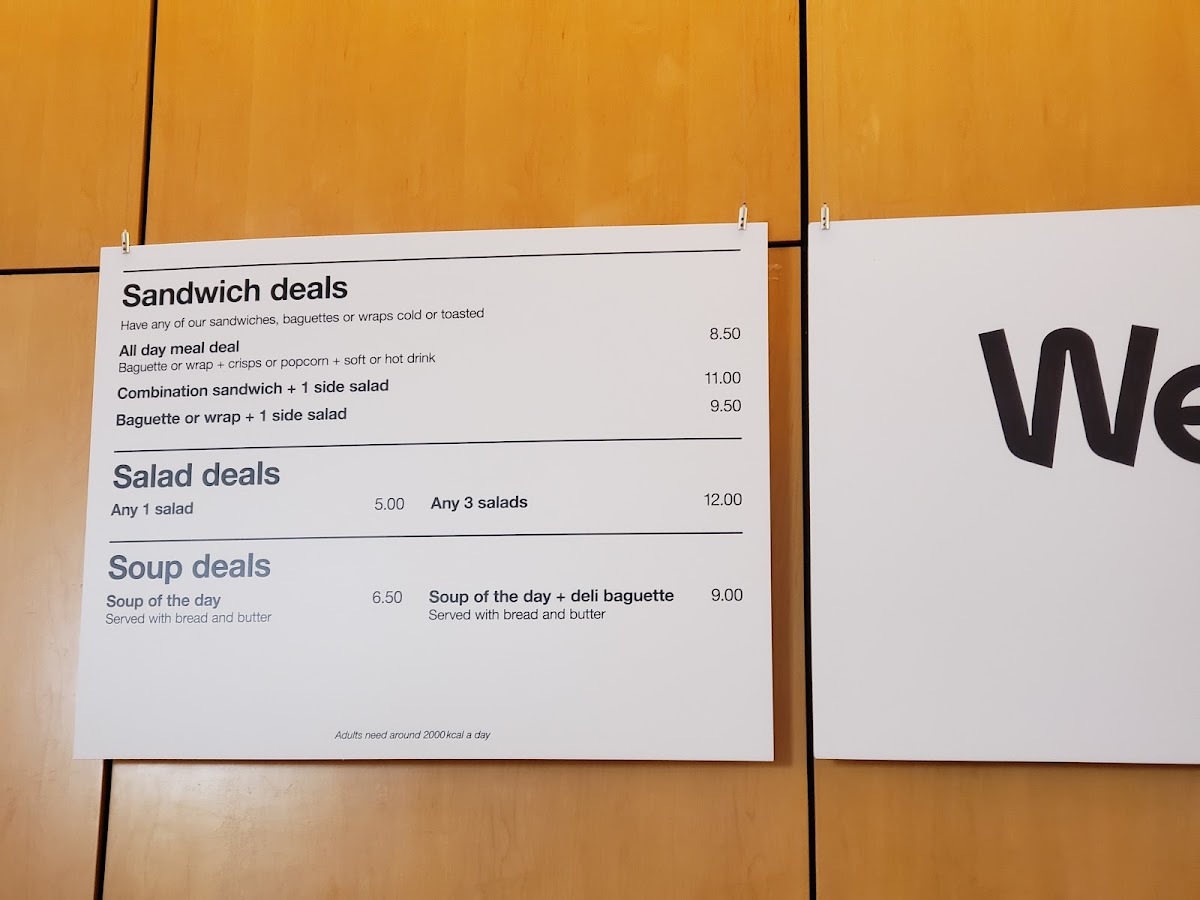 Sandwich deals
Have any of our sandwiches, baguettes or wraps cold or toasted
All day meal deal 8.50
Baguette or wrap + crisps or popcorn + soft or hot drink
Combination sandwich + 1 side salad 11.00
Baguette or wrap + 1 side salad 9.50
Salad deals
Any 1 salad 5.00 Any 3 salads 12.00
Soup deals
Soup of the day 6.50 Soup of the day + deli baguette 9.00
Served with bread and butter Served with bread and butter
Adults need around 2000kcal a day
We